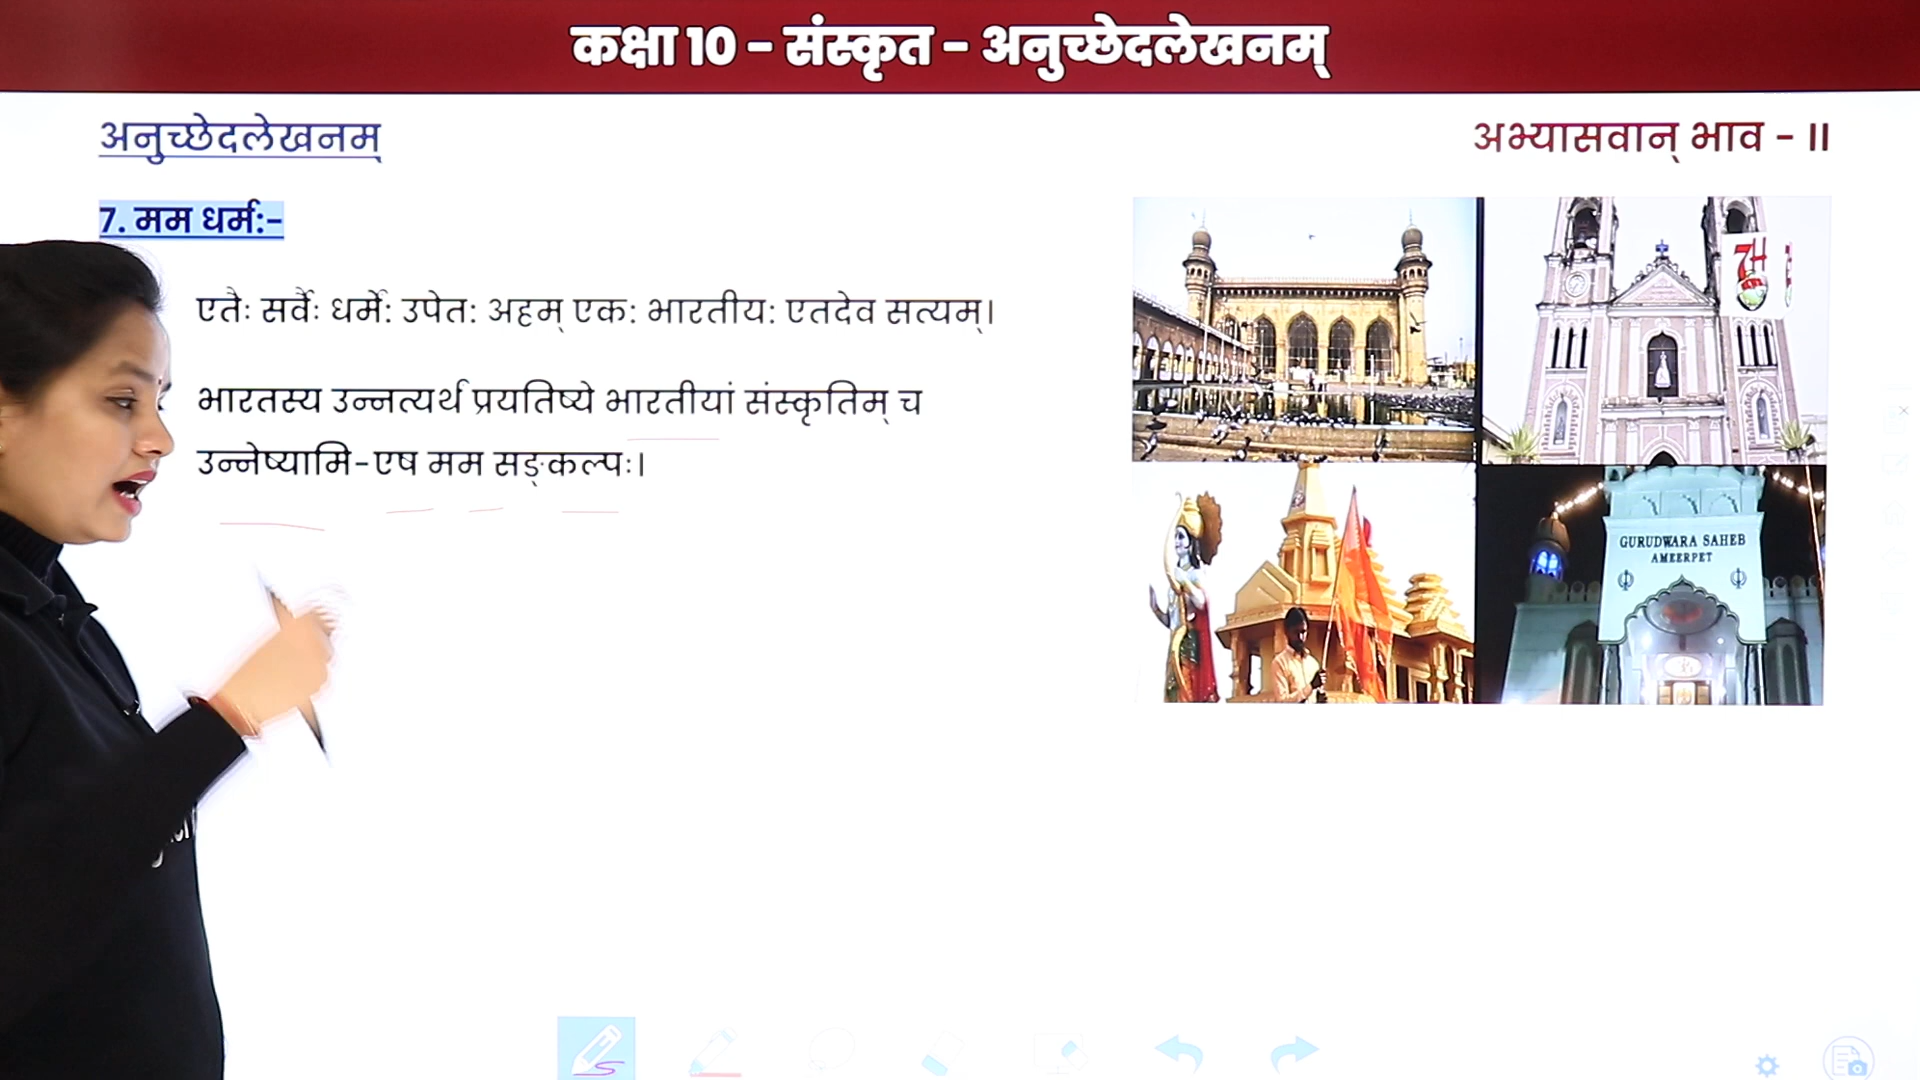 कक्षा 10 - संस्कृत - अनुच्छेदलेखनम्
अनुच्छेदलेखनम्
अभ्यासवान् भाव - II
7. मम धर्म:-
एतैः सर्वैः धर्मे: उपेत: अहम् एक: भारतीय: एतदेव सत्यम्।
भारतस्य उन्नत्यर्थ प्रयतिष्ये भारतीयां संस्कृतिम् च
उन्नेष्यामि-एष मम सङ्कल्पः।
GURUDWARA SAHEB
AMEERPET